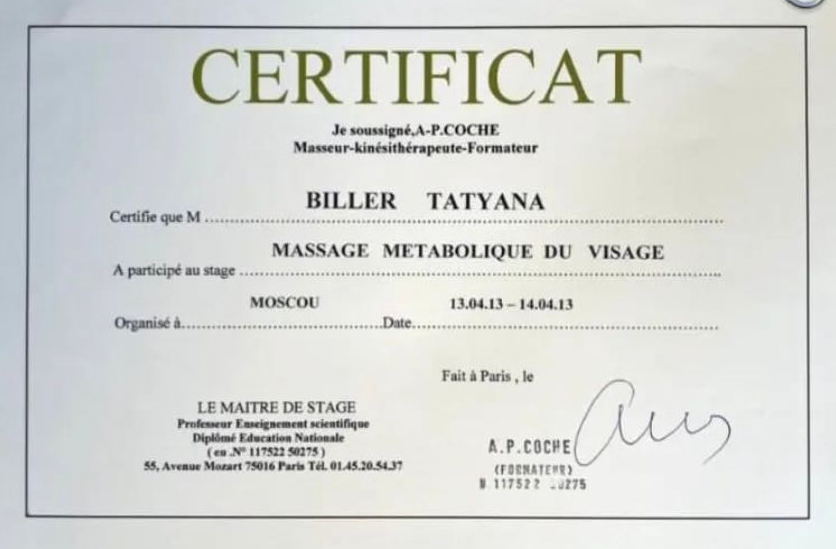 CERTIFICAT
Je soussigné,A-P.COCHE
Masseur-kinésithérapeute-Formateur
BILLER TATYANA
Certifie que M
MASSAGE METABOLIQUE DU VISAGE
A participé au stage
MOSCOU 13.04.13 – 14.04.13
Organisé à Date
Fait à Paris , le
LE MAITRE DE STAGE
Professeur Enseignement scientifique
Diplômé Education Nationale
( en .N° 117522 50275 )
55, Avenue Mozart 75016 Paris Tél. 01.45.20.54.37
A.P.COCHE
(FORMATEUR)
N 117522